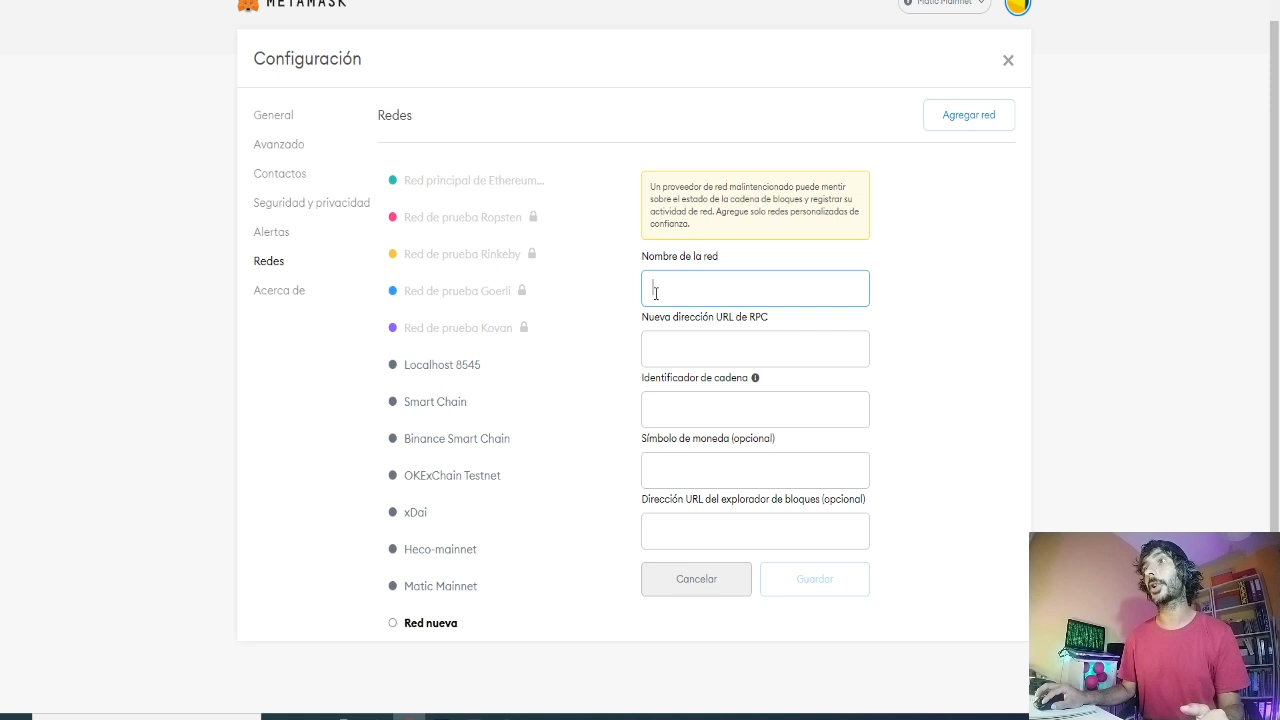 METAMASK
Matic Mainnet
Configuración
General
Avanzado
Contactos
Seguridad y privacidad
Alertas
Redes
Acerca de
Redes
Agregar red
Red principal de Ethereum...
Red de prueba Ropsten
Red de prueba Rinkeby
Red de prueba Goerli
Red de prueba Kovan
Localhost 8545
Smart Chain
Binance Smart Chain
OKExChain Testnet
xDai
Heco-mainnet
Matic Mainnet
Red nueva
Un proveedor de red malintencionado puede mentir
sobre el estado de la cadena de bloques y registrar su
actividad de red. Agregue solo redes personalizadas de
confianza.
Nombre de la red
Nueva dirección URL de RPC
Identificador de cadena
Símbolo de moneda (opcional)
Dirección URL del explorador de bloques (opcional)
Cancelar
Guardar